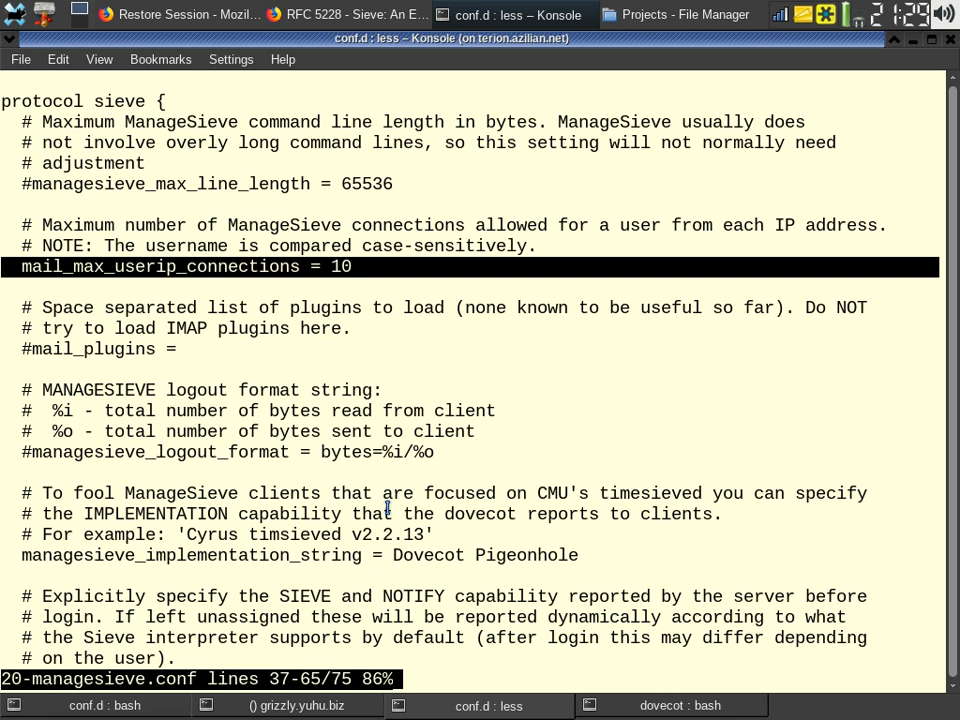 Restore Session - Mozil...
RFC 5228 - Sieve: An E...
conf.d : less – Konsole
Projects - File Manager
21:29
conf.d : less – Konsole (on terion.azilian.net)
File Edit View Bookmarks Settings Help
protocol sieve {
# Maximum ManageSieve command line length in bytes. ManageSieve usually does
# not involve overly long command lines, so this setting will not normally need
# adjustment
#managesieve_max_line_length = 65536
# Maximum number of ManageSieve connections allowed for a user from each IP address.
# NOTE: The username is compared case-sensitively.
mail_max_userip_connections = 10
# Space separated list of plugins to load (none known to be useful so far). Do NOT
# try to load IMAP plugins here.
#mail_plugins =
# MANAGESIEVE logout format string:
#  %i - total number of bytes read from client
#  %o - total number of bytes sent to client
#managesieve_logout_format = bytes=%i/%o
# To fool ManageSieve clients that are focused on CMU's timesieved you can specify
# the IMPLEMENTATION capability that the dovecot reports to clients.
# For example: 'Cyrus timsieved v2.2.13'
managesieve_implementation_string = Dovecot Pigeonhole
# Explicitly specify the SIEVE and NOTIFY capability reported by the server before
# login. If left unassigned these will be reported dynamically according to what
# the Sieve interpreter supports by default (after login this may differ depending
# on the user).
20-managesieve.conf lines 37-65/75 86%
conf.d : bash
() grizzly.yuhu.biz
conf.d : less
dovecot : bash